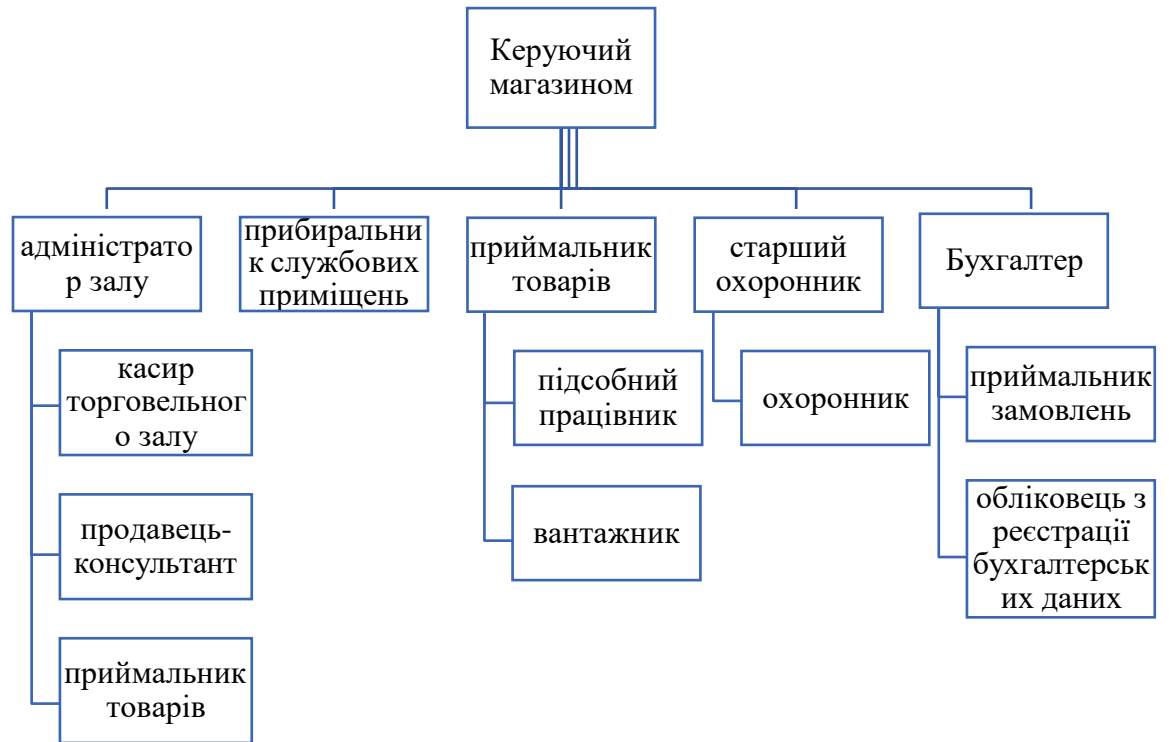 Керуючий
магазином
адміністрато
р залу
прибиральни
к службових
приміщень
приймальник
товарів
старший
охоронник
Бухгалтер
касир
торговельног
о залу
продавець-
консультант
приймальник
товарів
підсобний
працівник
вантажник
охоронник
приймальник
замовлень
обліковець з
реєстрації
бухгалтерськ
их даних